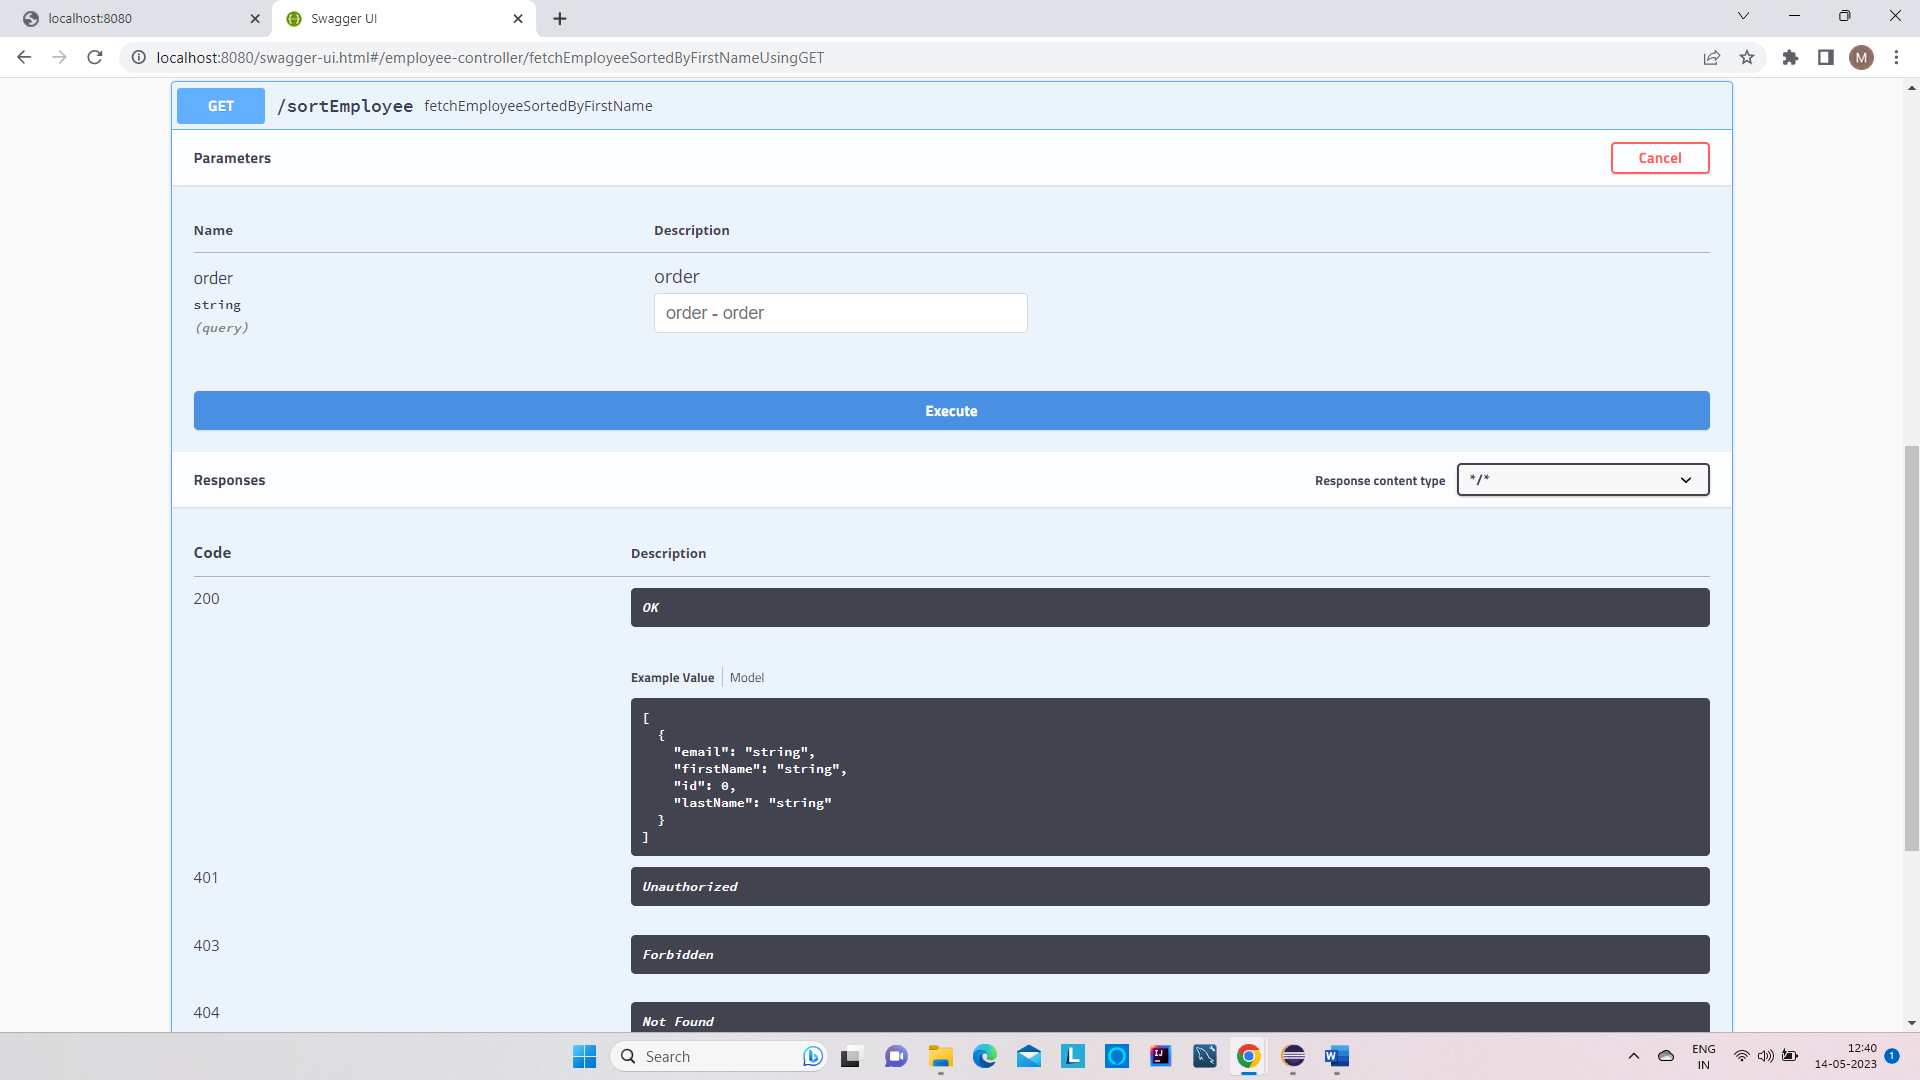 localhost:8080
Swagger UI
localhost:8080/swagger-ui.html#/employee-controller/fetchEmployeeSortedByFirstNameUsingGET
M
GET /sortEmployee fetchEmployeeSortedByFirstName
Parameters
Cancel
Name Description
order order
string order - order
(query)
Execute
Responses Response content type */*
Code Description
200 OK
Example Value Model
[
{
"email": "string",
"firstName": "string",
"id": 0,
"lastName": "string"
}
]
401 Unauthorized
403 Forbidden
404 Not Found
Search
L
IJ
W
ENG
IN
12:40
14-05-2023
1